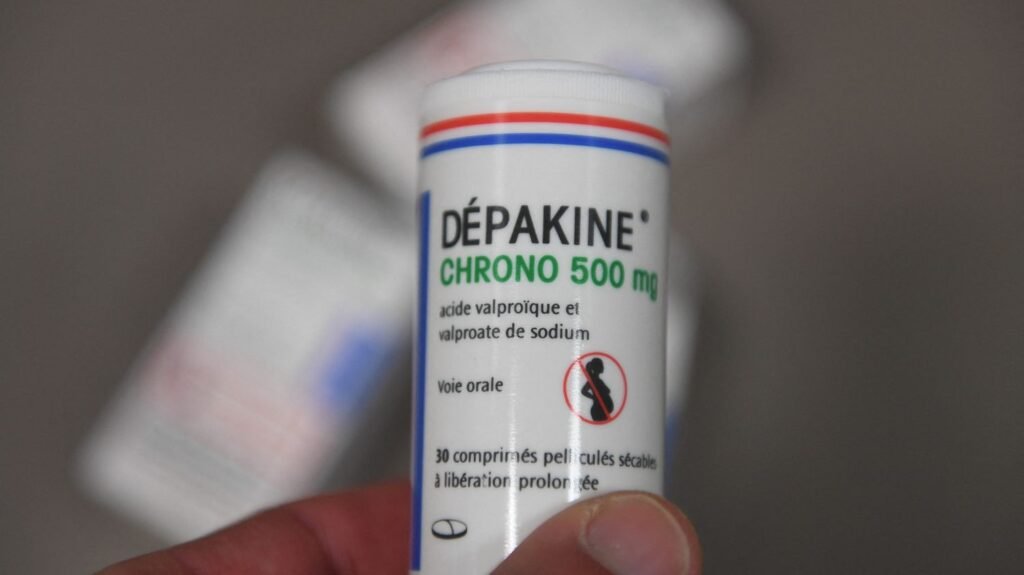 DÉPAKINE®
CHRONO 500 mg
acide valproïque et
valproate de sodium
Voie orale
30 comprimés pelliculés sécables
à libération prolongée